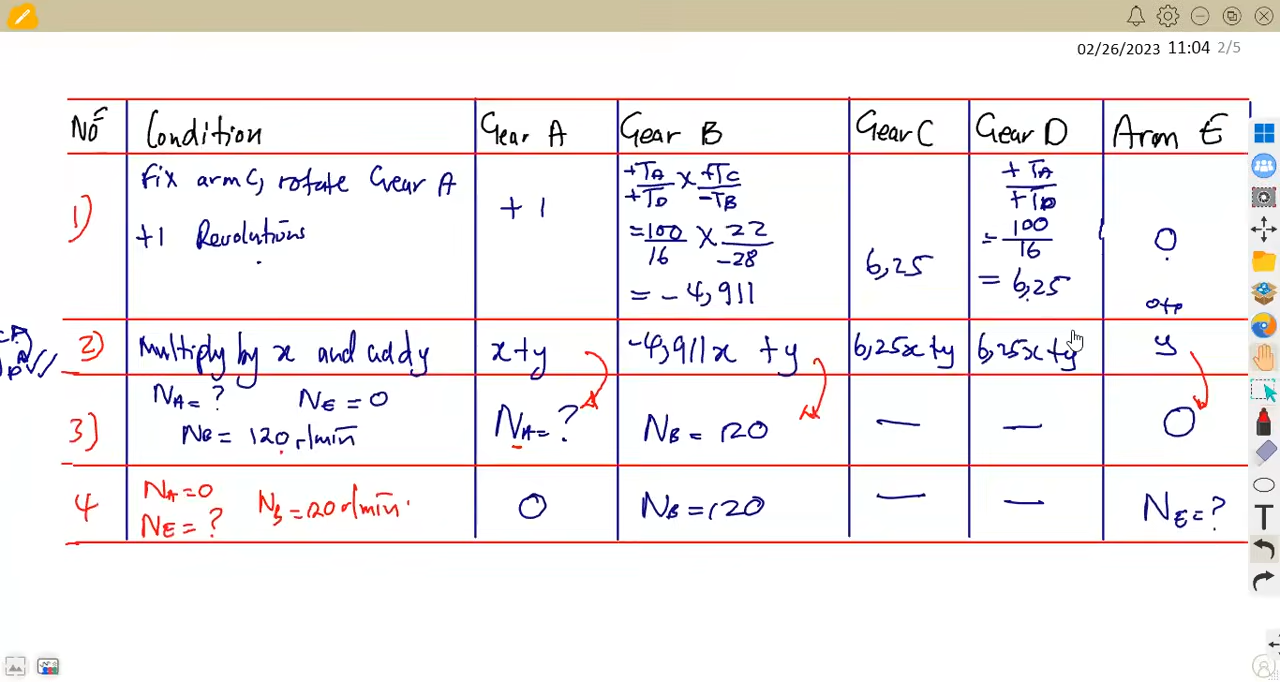 02/26/2023 11:04 2/5
No Condition Gear A Gear B Gear C Gear D Arm E
1) Fix arm C, rotate Gear A
+1 Revolutions
+1
+TA/+TD × +TC/-TB
= 100/16 × 22/-28
= - 4,911
6,25
+ TA/+TD
= 100/16
= 6,25
0
2) Multiply by x and add y x+y -4,911x + y 6,25x+y 6,25x+y y
3) NA = ? NE = 0
NB = 120 r/min
NA = ? NB = 120 — — 0
4 NA = 0
NE = ? NB = 120 r/min.
0 NB = 120 — — NE = ?
T